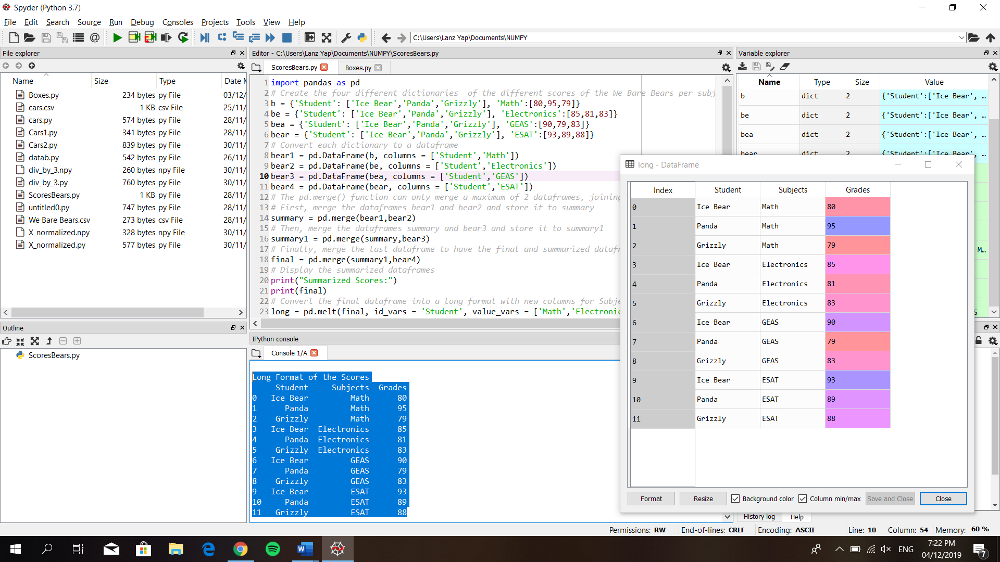 Spyder (Python 3.7)
File Edit Search Source Run Debug Consoles Projects Tools View Help
C:\Users\Lanz Yap\Documents\NUMPY
File explorer
Name Size Type Date M
Boxes.py 234 bytes py File 03/12/
cars.csv 1 KB csv File 25/11/
cars.py 574 bytes py File 28/11/
Cars1.py 341 bytes py File 28/11/
Cars2.py 839 bytes py File 30/11/
datab.py 542 bytes py File 26/11/
div_by_3.npy 260 bytes npy File 30/11/
div_by_3.py 760 bytes py File 30/11/
ScoresBears.py 1 KB py File 28/11/
untitled0.py 747 bytes py File 28/11/
We Bare Bears.csv 273 bytes csv File 28/11/
X_normalized.npy 328 bytes npy File 30/11/
X_normalized.py 577 bytes py File 30/11/
Outline
ScoresBears.py
Editor - C:\Users\Lanz Yap\Documents\NUMPY\ScoresBears.py
ScoresBears.py Boxes.py
1 import pandas as pd
2 # Create the four different dictionaries  of the different scores of the We Bare Bears per subj
3 b = {'Student': ['Ice Bear','Panda','Grizzly'], 'Math':[80,95,79]}
4 be = {'Student': ['Ice Bear','Panda','Grizzly'], 'Electronics':[85,81,83]}
5 bea = {'Student': ['Ice Bear','Panda','Grizzly'], 'GEAS':[90,79,83]}
6 bear = {'Student': ['Ice Bear','Panda','Grizzly'], 'ESAT':[93,89,88]}
7 # Convert each dictionary to a dataframe
8 bear1 = pd.DataFrame(b, columns = ['Student','Math'])
9 bear2 = pd.DataFrame(be, columns = ['Student','Electronics'])
10 bear3 = pd.DataFrame(bea, columns = ['Student','GEAS'])
11 bear4 = pd.DataFrame(bear, columns = ['Student','ESAT'])
12 # The pd.merge() function can only merge a maximum of 2 dataframes, joining
13 # First, merge the dataframes bear1 and bear2 and store it to summary
14 summary = pd.merge(bear1,bear2)
15 # Then, merge the dataframes summary and bear3 and store it to summary1
16 summary1 = pd.merge(summary,bear3)
17 # Finally, merge the last dataframe to have the final and summarized dataf
18 final = pd.merge(summary1,bear4)
19 # Display the summarized dataframes
20 print("Summarized Scores:")
21 print(final)
22 # Convert the final dataframe into a long format with new columns for Subj
23 long = pd.melt(final, id_vars = 'Student', value_vars = ['Math','Electronic
IPython console
Console 1/A
Long Format of the Scores
Student Subjects Grades
0 Ice Bear Math 80
1 Panda Math 95
2 Grizzly Math 79
3 Ice Bear Electronics 85
4 Panda Electronics 81
5 Grizzly Electronics 83
6 Ice Bear GEAS 90
7 Panda GEAS 79
8 Grizzly GEAS 83
9 Ice Bear ESAT 93
10 Panda ESAT 89
11 Grizzly ESAT 88
Variable explorer
Name Type Size Value
b dict 2 {'Student':['Ice Bear', ...
be dict 2 {'Student':['Ice Bear', ...
bea dict 2 {'Student':['Ice Bear', ...
bear dict 2 {'Student':['Ice Bear', ...
M...
S
long - DataFrame
Index Student Subjects Grades
0 Ice Bear Math 80
1 Panda Math 95
2 Grizzly Math 79
3 Ice Bear Electronics 85
4 Panda Electronics 81
5 Grizzly Electronics 83
6 Ice Bear GEAS 90
7 Panda GEAS 79
8 Grizzly GEAS 83
9 Ice Bear ESAT 93
10 Panda ESAT 89
11 Grizzly ESAT 88
Format Resize Background color Column min/max Save and Close Close
History log Help
Permissions: RW End-of-lines: CRLF Encoding: ASCII Line: 10 Column: 54 Memory: 60 %
ENG
7:22 PM
04/12/2019
7